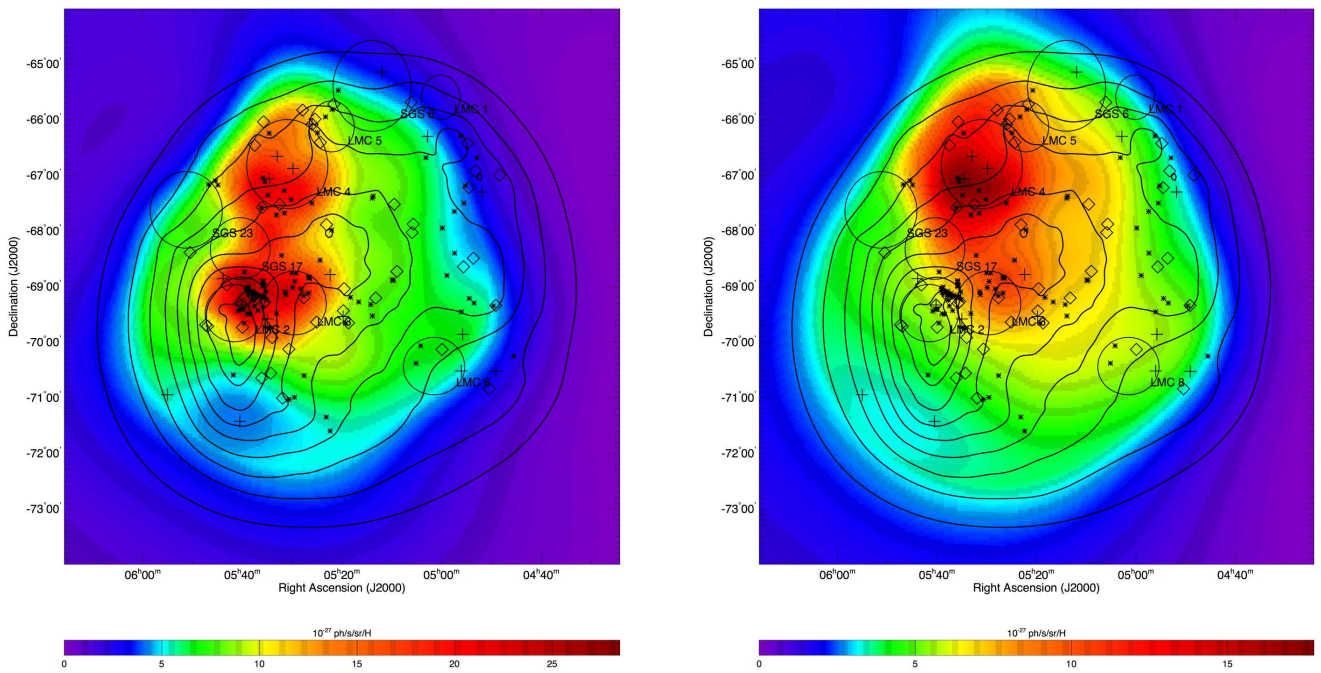 -65°00'
-66°00'
-67°00'
-68°00'
-69°00'
-70°00'
-71°00'
-72°00'
-73°00'
Declination (J2000)
LMC 1
SGS 6
LMC 5
LMC 4
SGS 23
SGS 17
LMC 2
LMC 8
06ʰ00ᵐ
05ʰ40ᵐ
05ʰ20ᵐ
05ʰ00ᵐ
04ʰ40ᵐ
Right Ascension (J2000)
10⁻²⁷ ph/s/sr/H
0
5
10
15
20
25
-65°00'
-66°00'
-67°00'
-68°00'
-69°00'
-70°00'
-71°00'
-72°00'
-73°00'
Declination (J2000)
LMC 1
SGS 6
LMC 5
LMC 4
SGS 23
SGS 17
LMC 2
LMC 8
06ʰ00ᵐ
05ʰ40ᵐ
05ʰ20ᵐ
05ʰ00ᵐ
04ʰ40ᵐ
Right Ascension (J2000)
10⁻²⁷ ph/s/sr/H
0
5
10
15